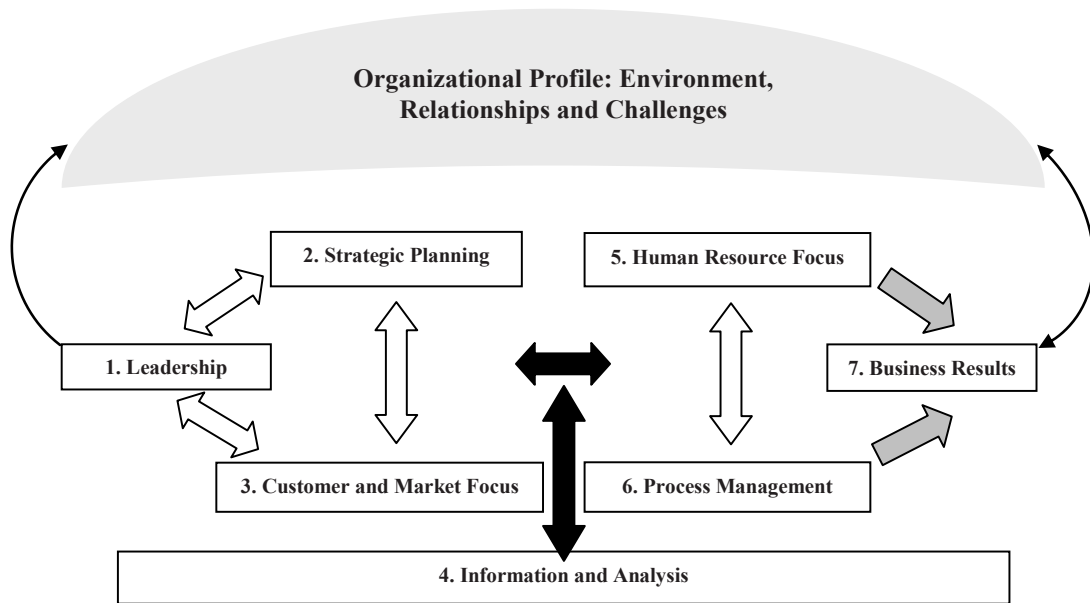 Organizational Profile: Environment,
Relationships and Challenges
2. Strategic Planning
5. Human Resource Focus
1. Leadership
7. Business Results
3. Customer and Market Focus
6. Process Management
4. Information and Analysis